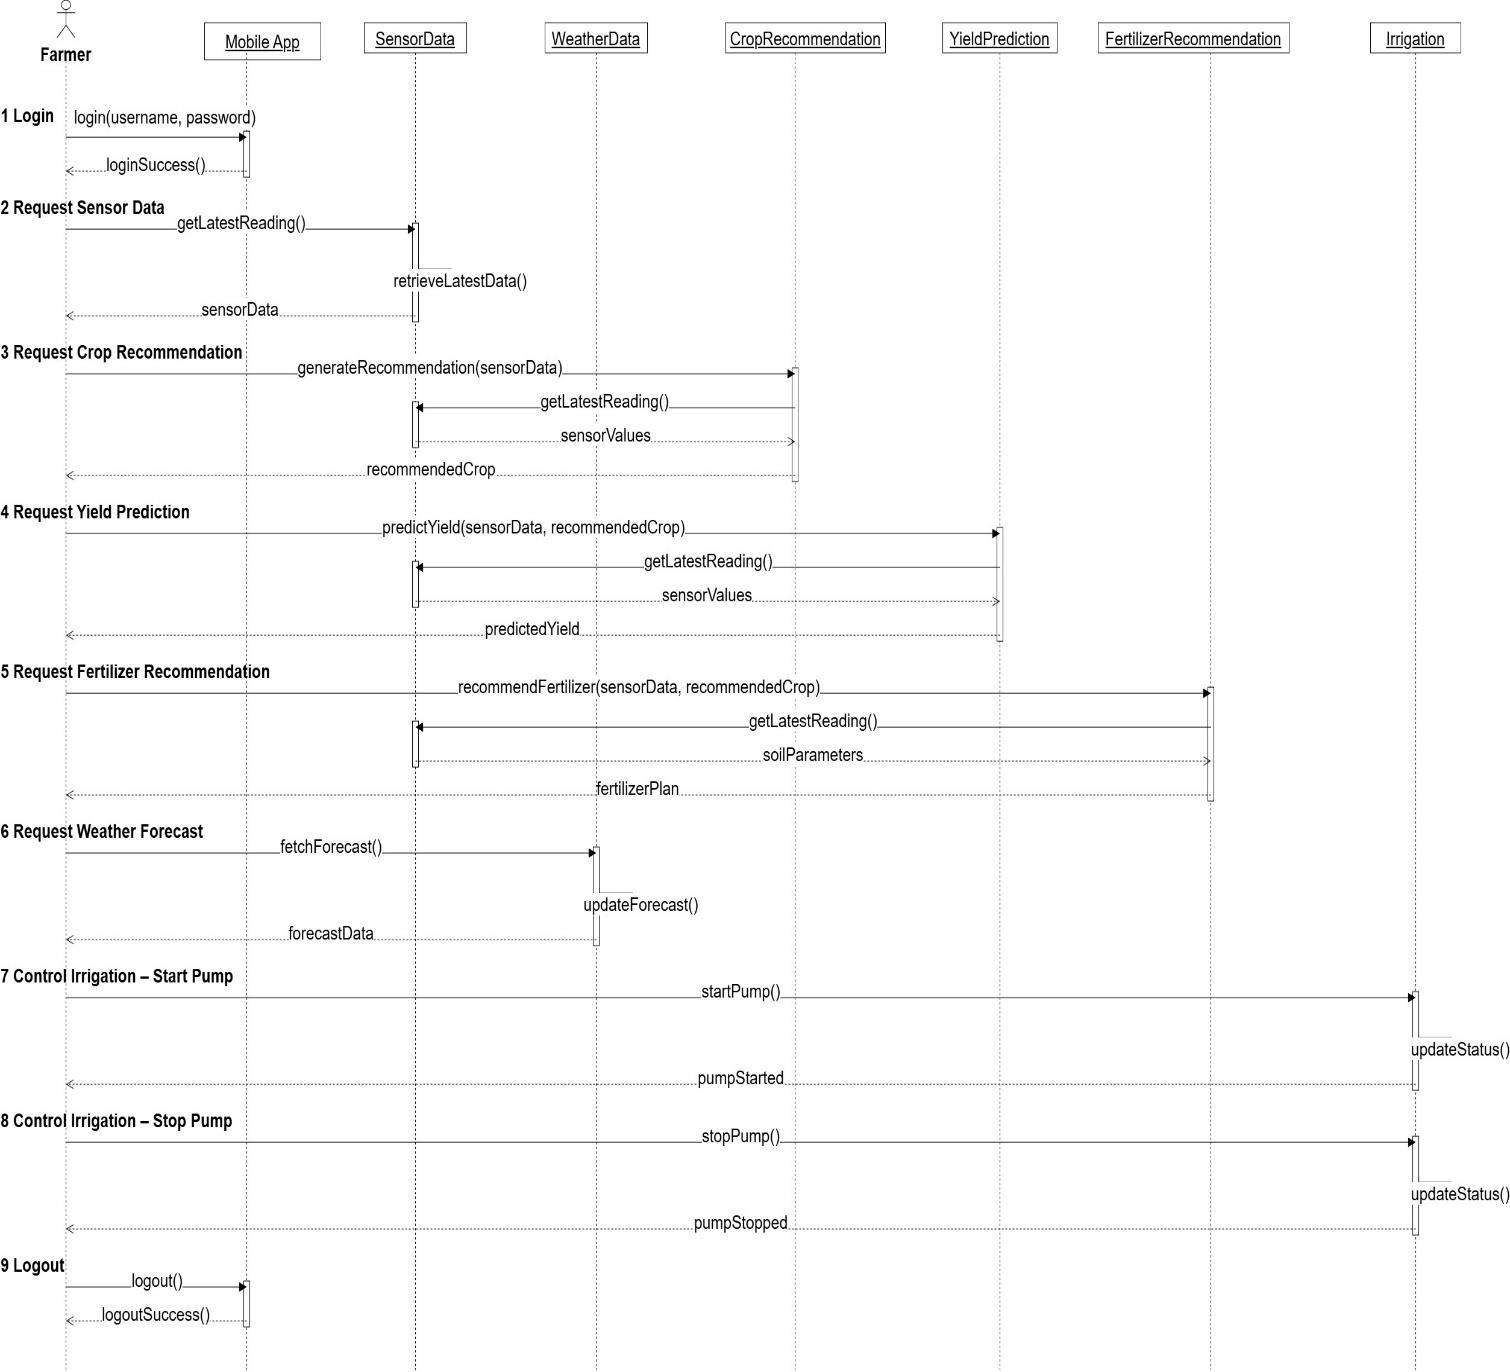 Farmer
Mobile App
SensorData
WeatherData
CropRecommendation
YieldPrediction
FertilizerRecommendation
Irrigation
1 Login
login(username, password)
loginSuccess()
2 Request Sensor Data
getLatestReading()
retrieveLatestData()
sensorData
3 Request Crop Recommendation
generateRecommendation(sensorData)
getLatestReading()
sensorValues
recommendedCrop
4 Request Yield Prediction
predictYield(sensorData, recommendedCrop)
getLatestReading()
sensorValues
predictedYield
5 Request Fertilizer Recommendation
recommendFertilizer(sensorData, recommendedCrop)
getLatestReading()
soilParameters
fertilizerPlan
6 Request Weather Forecast
fetchForecast()
updateForecast()
forecastData
7 Control Irrigation – Start Pump
startPump()
updateStatus()
pumpStarted
8 Control Irrigation – Stop Pump
stopPump()
updateStatus()
pumpStopped
9 Logout
logout()
logoutSuccess()